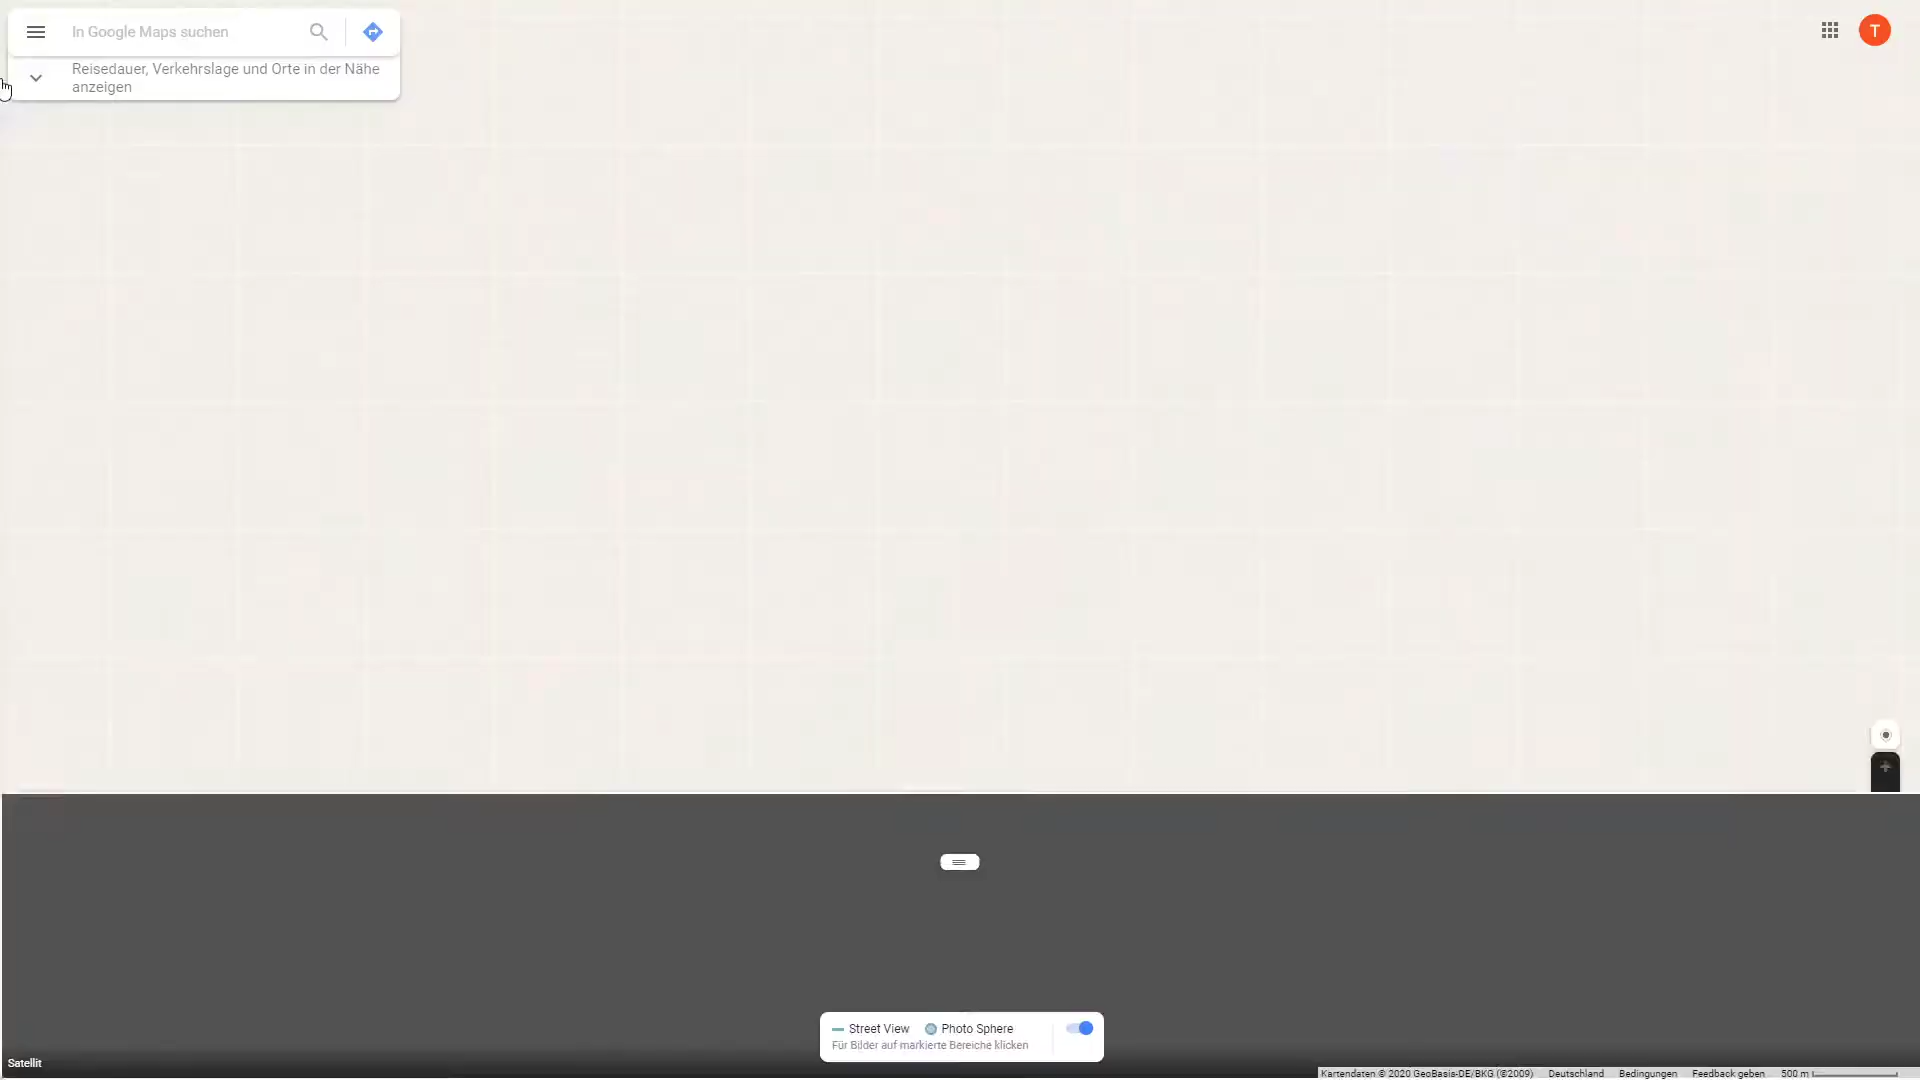 In Google Maps suchen
T
Reisedauer, Verkehrslage und Orte in der Nähe
anzeigen
Street View Photo Sphere
Für Bilder auf markierte Bereiche klicken
Satellit
Kartendaten © 2020 GeoBasis-DE/BKG (©2009) Deutschland Bedingungen Feedback geben 500 m